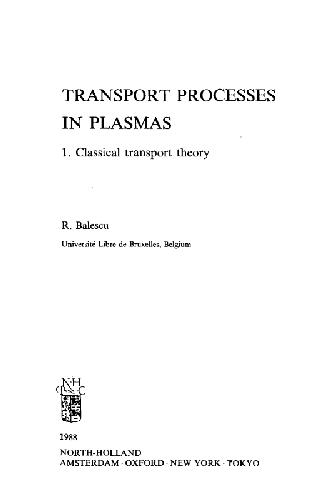 TRANSPORT PROCESSES
IN PLASMAS
1. Classical transport theory
R. Balescu
Université Libre de Bruxelles, Belgium
1988
NORTH-HOLLAND
AMSTERDAM · OXFORD · NEW YORK · TOKYO